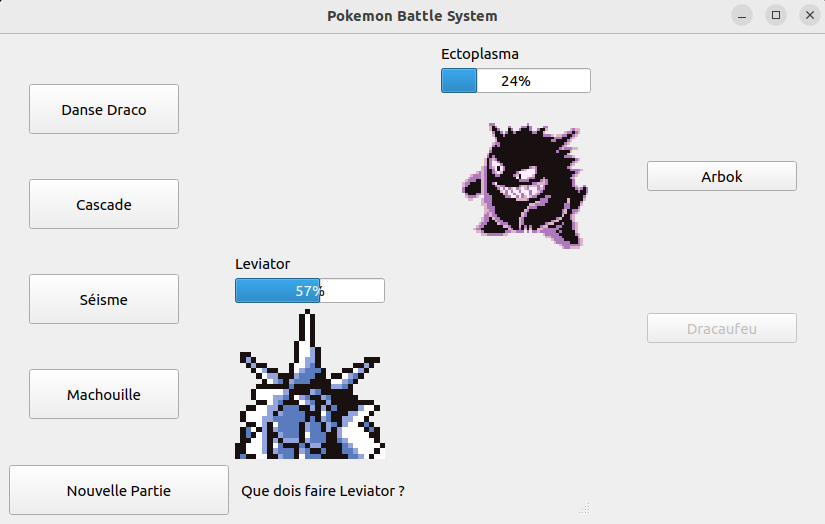 Pokemon Battle System
Ectoplasma
24%
Danse Draco
Cascade
Arbok
Leviator
57%
Séisme
Dracaufeu
Machouille
Nouvelle Partie
Que dois faire Leviator ?